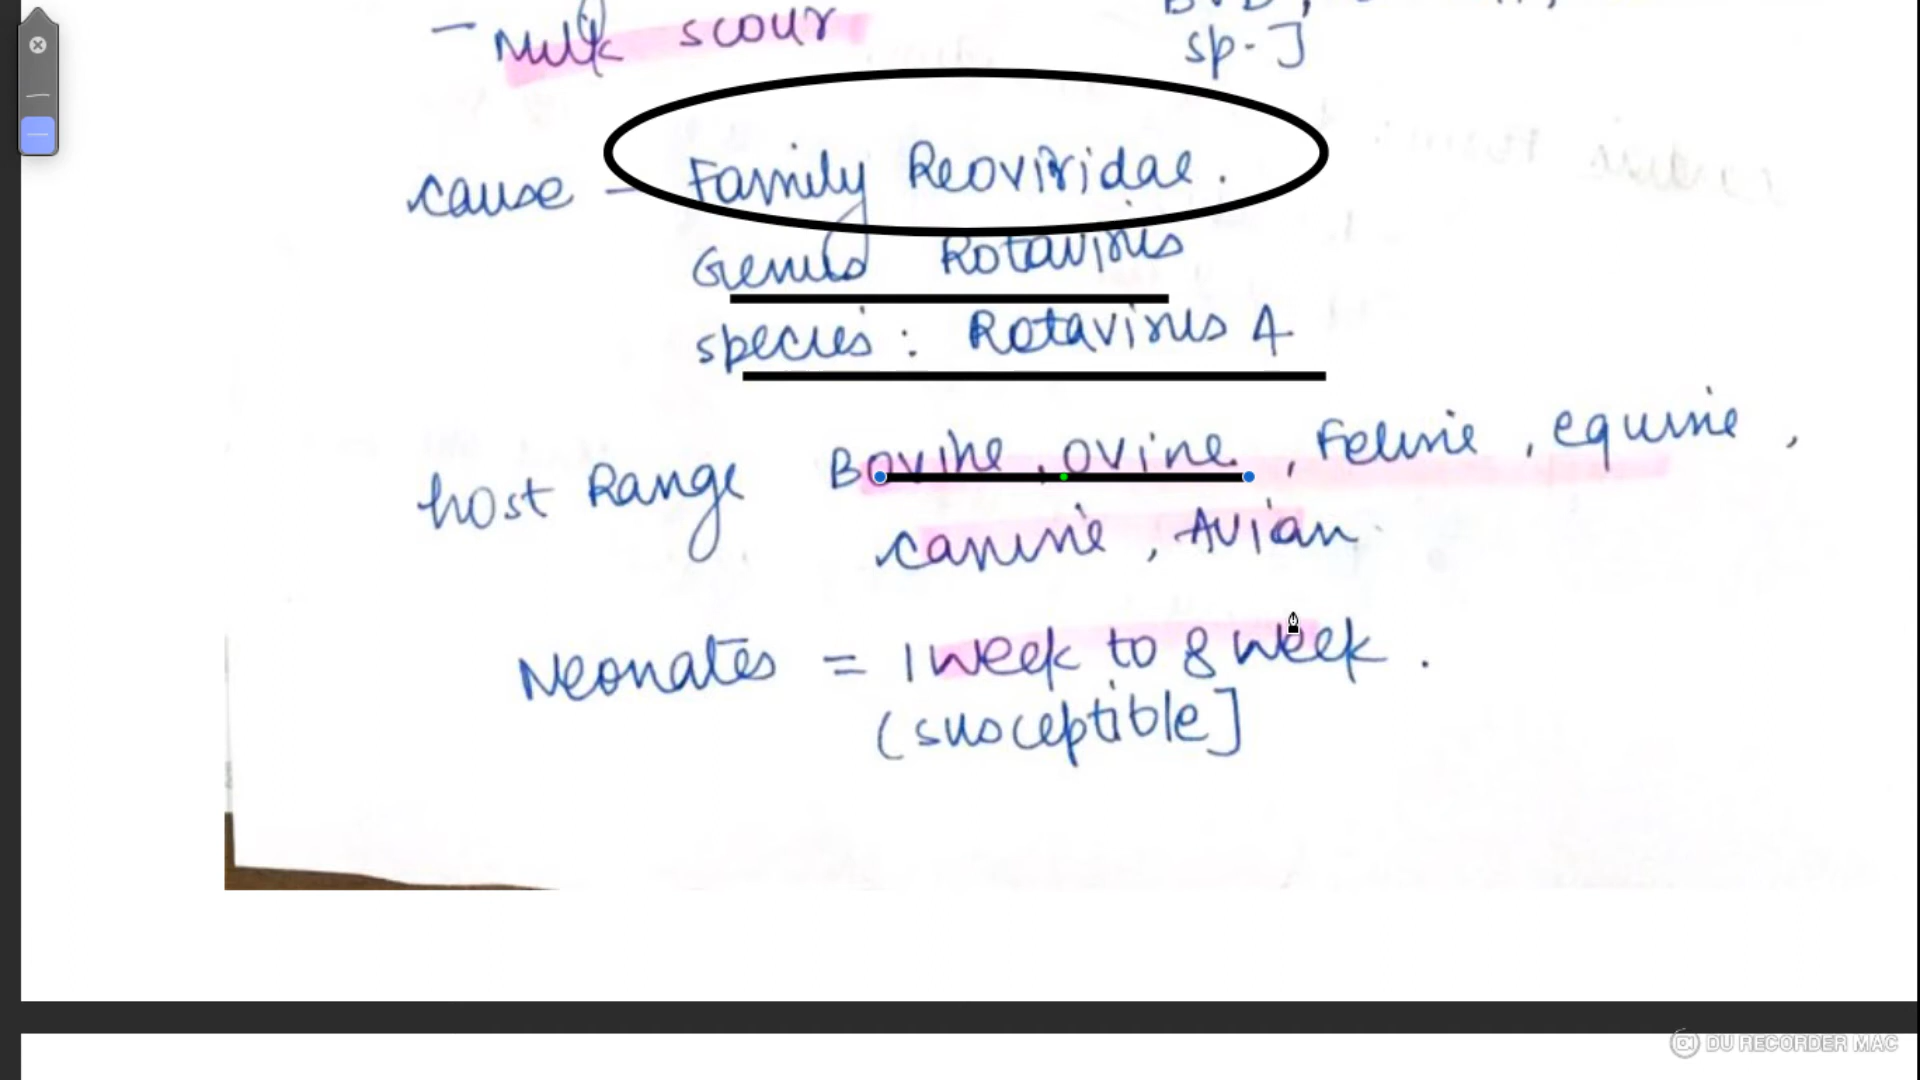 - Milk scour
sp.]
cause - Family Reoviridae.
Genus Rotavirus
species: Rotavirus A
host Range Bovine, ovine, Feline, equine,
canine, Avian.
Neonates = 1 week to 8 week.
(susceptible]
DU RECORDER MAC